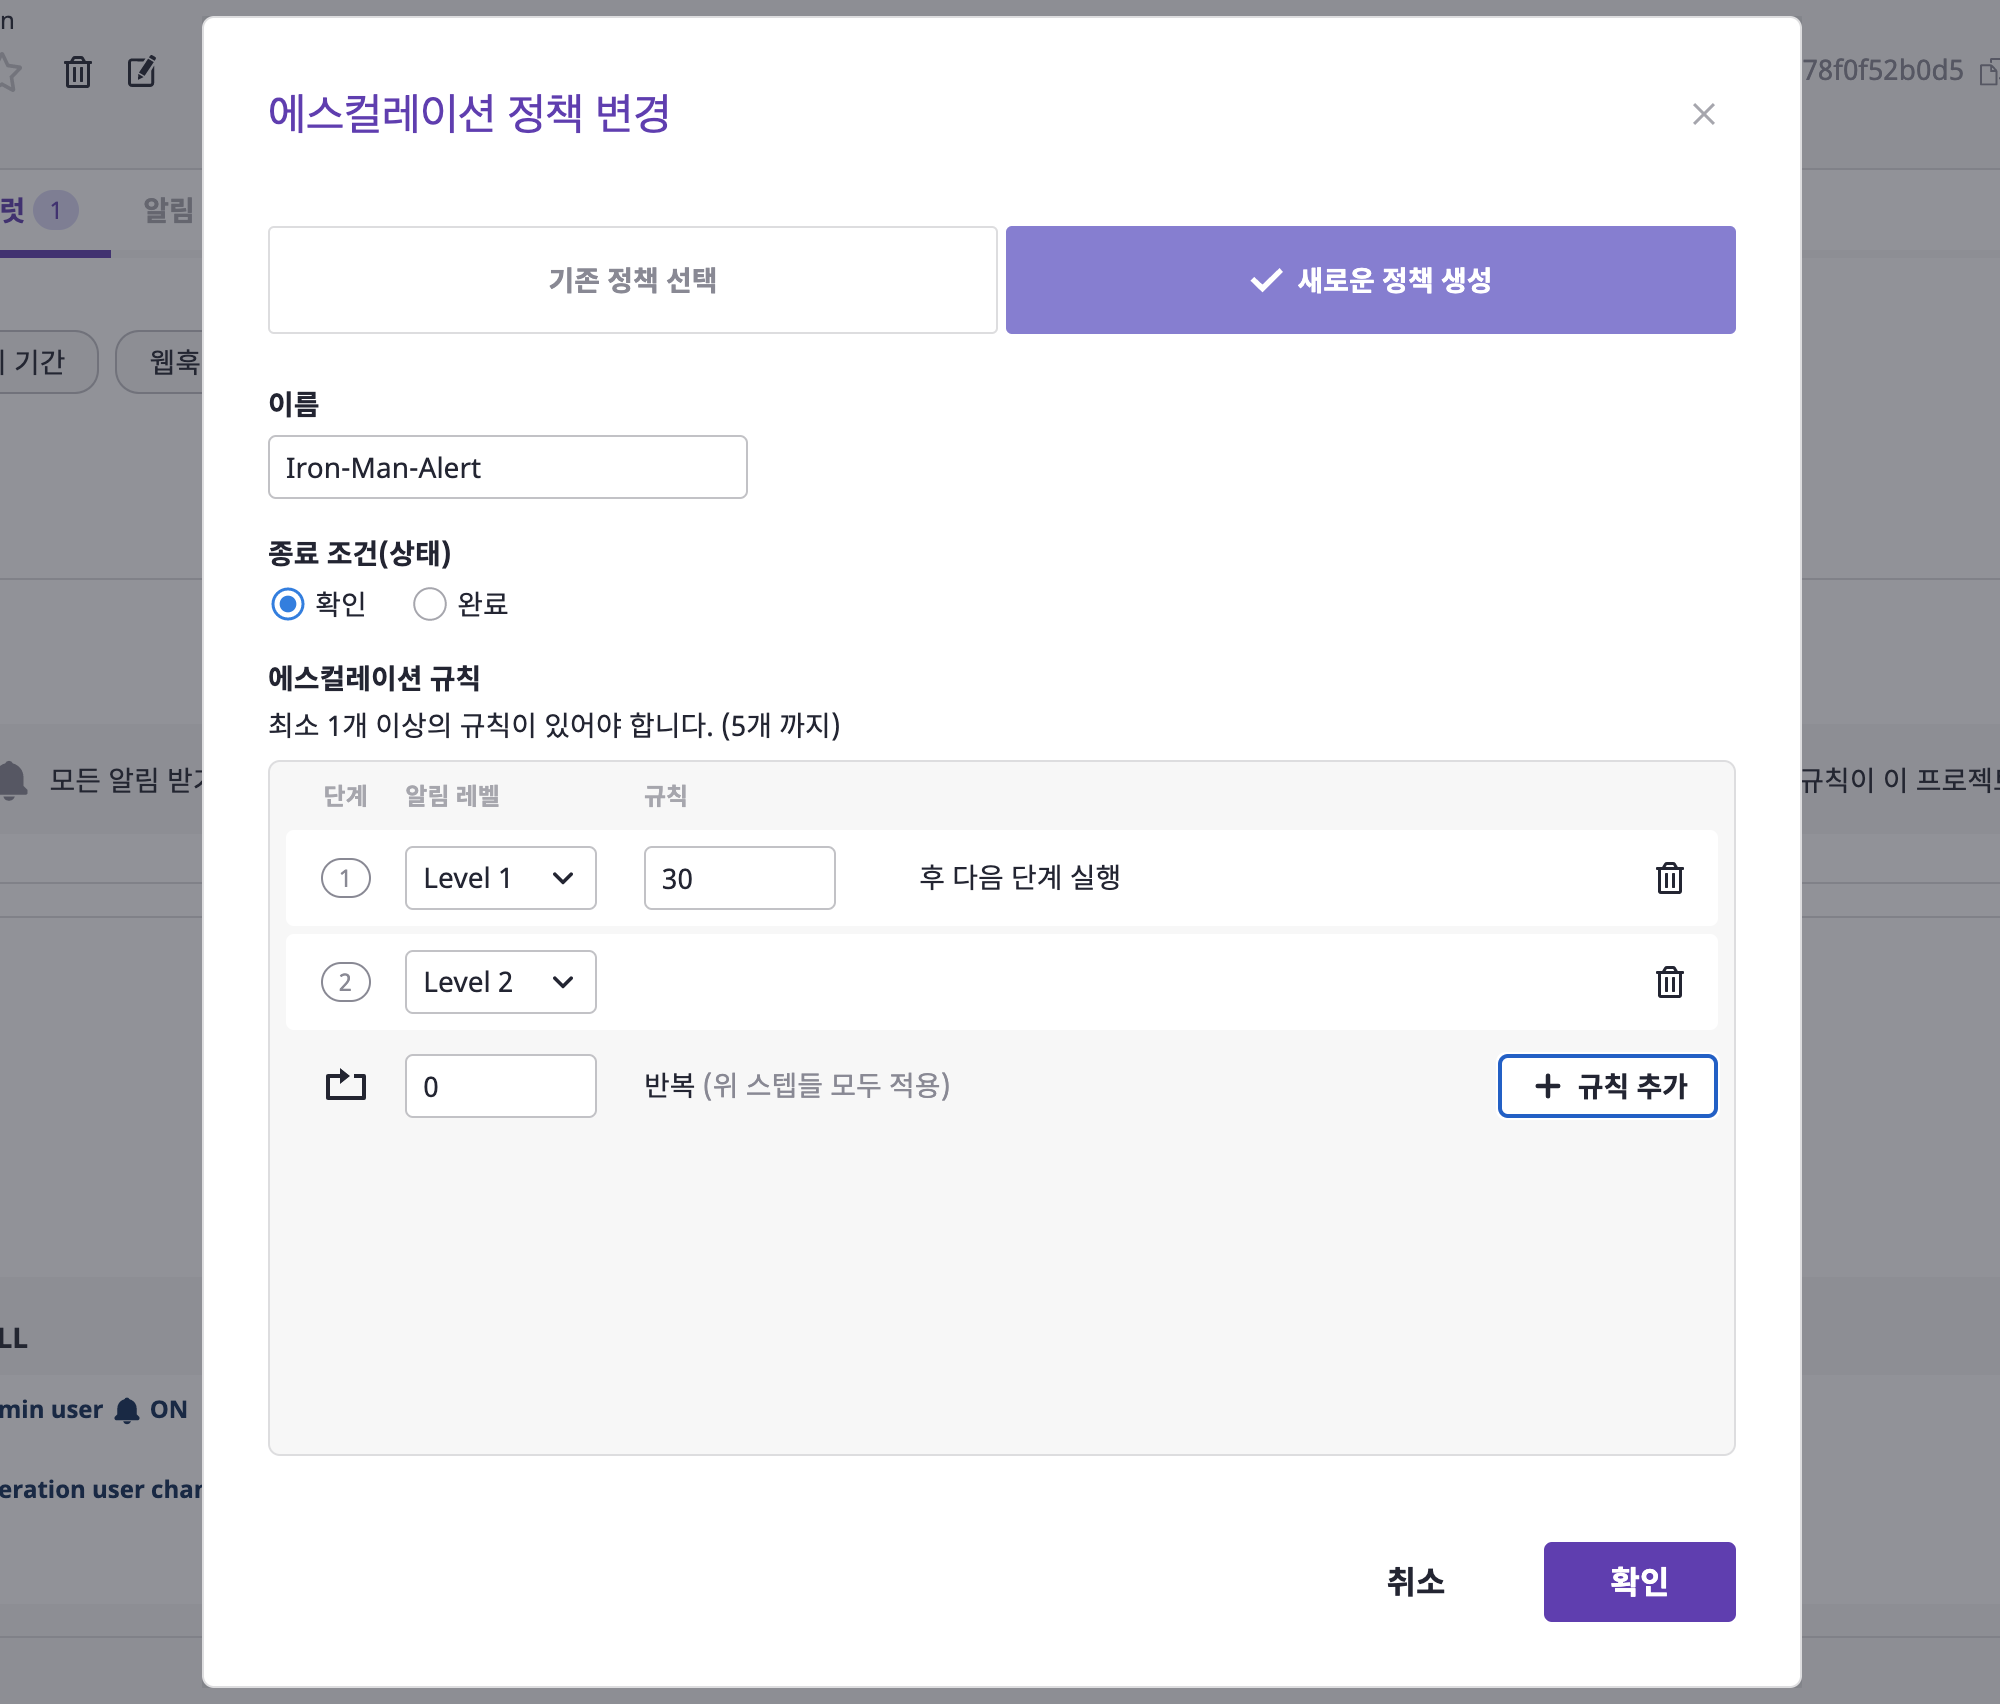 에스컬레이션 정책 변경
78f0f52b0d5
1
알림
기존 정책 선택
새로운 정책 생성
기간
웹훅
이름
Iron-Man-Alert
종료 조건(상태)
확인 완료
에스컬레이션 규칙
최소 1개 이상의 규칙이 있어야 합니다. (5개 까지)
모든 알림 받기
규칙이 이 프로젝트
단계 알림 레벨 규칙
1 Level 1 30 후 다음 단계 실행
2 Level 2
0 반복 (위 스텝들 모두 적용) 규칙 추가
LL
min user ON
eration user char
취소 확인